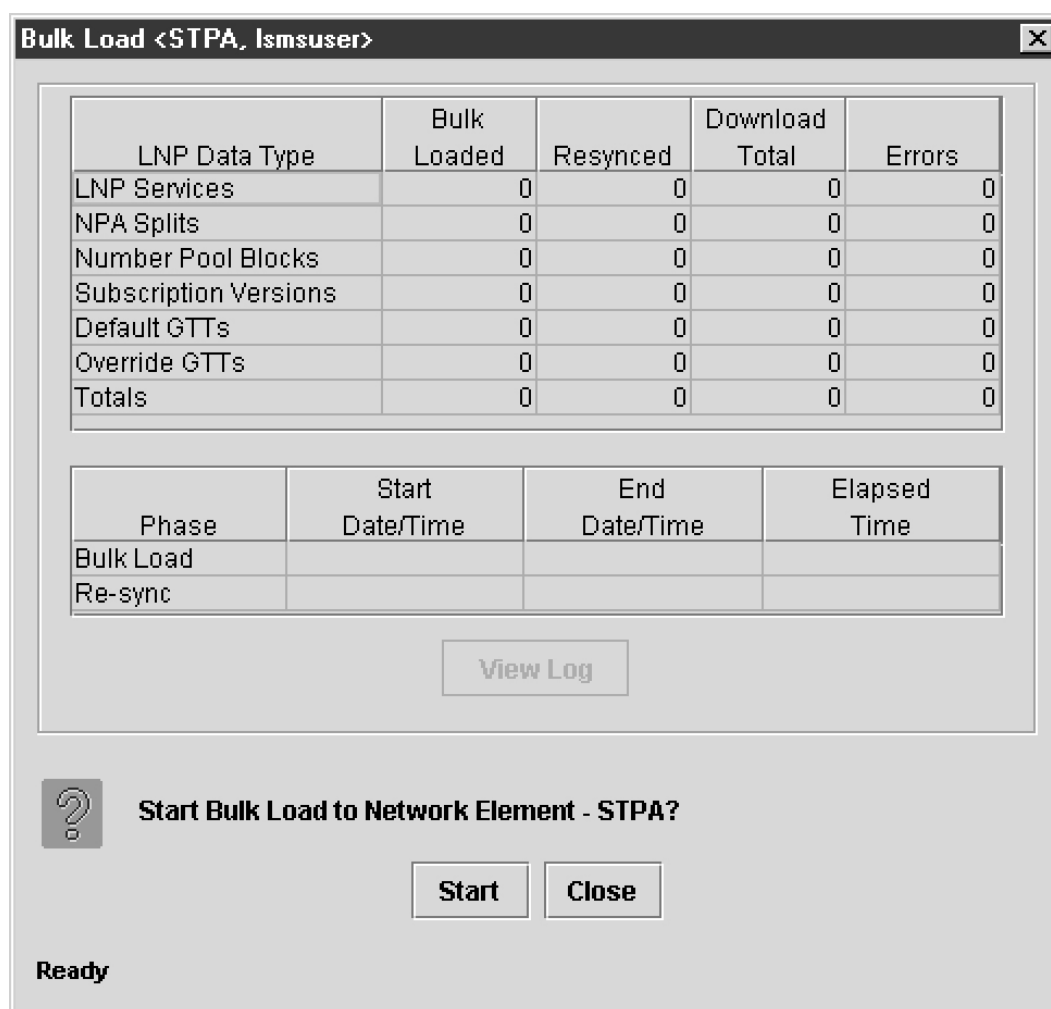 Bulk Load <STPA, lsmsuser>
LNP Data Type Bulk Loaded Resynced Download Total Errors
LNP Services 0 0 0 0
NPA Splits 0 0 0 0
Number Pool Blocks 0 0 0 0
Subscription Versions 0 0 0 0
Default GTTs 0 0 0 0
Override GTTs 0 0 0 0
Totals 0 0 0 0
Phase Start Date/Time End Date/Time Elapsed Time
Bulk Load
Re-sync
View Log
Start Bulk Load to Network Element - STPA?
Start Close
Ready